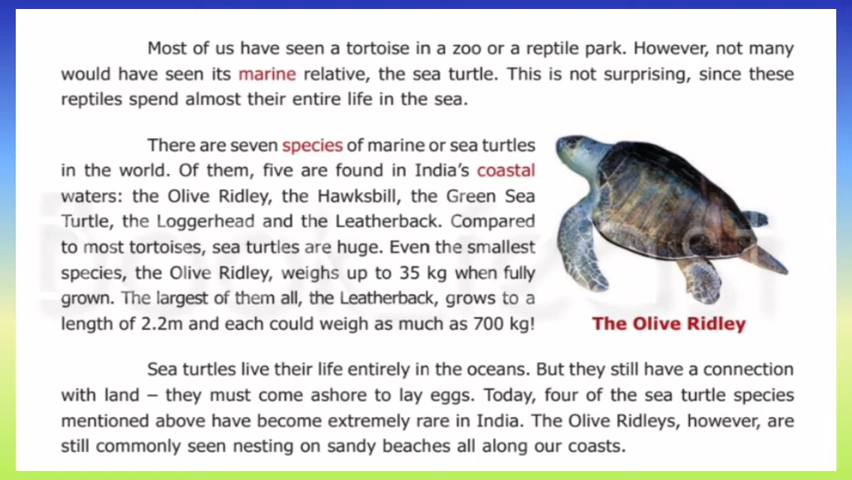 Most of us have seen a tortoise in a zoo or a reptile park. However, not many
would have seen its marine relative, the sea turtle. This is not surprising, since these
reptiles spend almost their entire life in the sea.
There are seven species of marine or sea turtles
in the world. Of them, five are found in India's coastal
waters: the Olive Ridley, the Hawksbill, the Green Sea
Turtle, the Loggerhead and the Leatherback. Compared
to most tortoises, sea turtles are huge. Even the smallest
species, the Olive Ridley, weighs up to 35 kg when fully
grown. The largest of them all, the Leatherback, grows to a
length of 2.2m and each could weigh as much as 700 kg!
The Olive Ridley
Sea turtles live their life entirely in the oceans. But they still have a connection
with land – they must come ashore to lay eggs. Today, four of the sea turtle species
mentioned above have become extremely rare in India. The Olive Ridleys, however, are
still commonly seen nesting on sandy beaches all along our coasts.